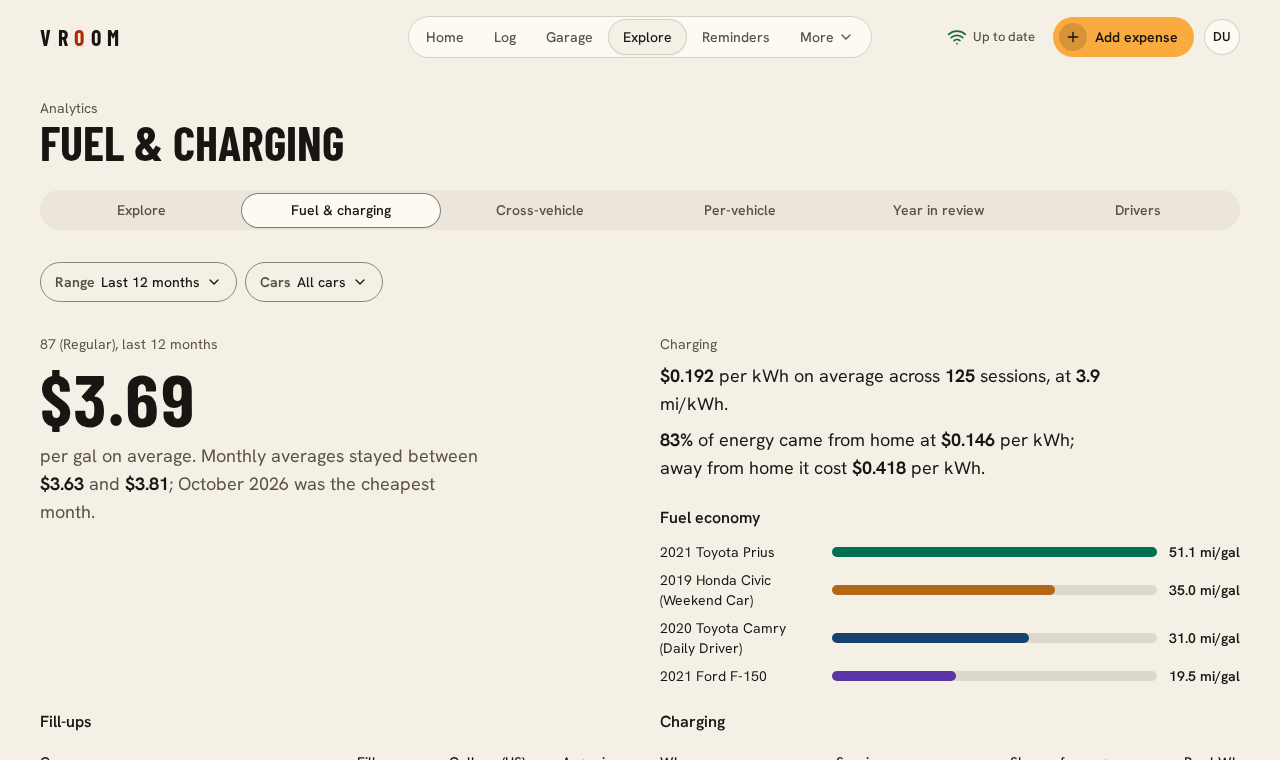 VROOM
Home
Log
Garage
Explore
Reminders
More
Up to date
Add expense
DU
Analytics
FUEL & CHARGING
Explore
Fuel & charging
Cross-vehicle
Per-vehicle
Year in review
Drivers
Range Last 12 months
Cars All cars
87 (Regular), last 12 months
$3.69
per gal on average. Monthly averages stayed between
$3.63 and $3.81; October 2026 was the cheapest
month.
Charging
$0.192 per kWh on average across 125 sessions, at 3.9
mi/kWh.
83% of energy came from home at $0.146 per kWh;
away from home it cost $0.418 per kWh.
Fuel economy
2021 Toyota Prius
51.1 mi/gal
2019 Honda Civic
(Weekend Car)
35.0 mi/gal
2020 Toyota Camry
(Daily Driver)
31.0 mi/gal
2021 Ford F-150
19.5 mi/gal
Fill-ups
Charging